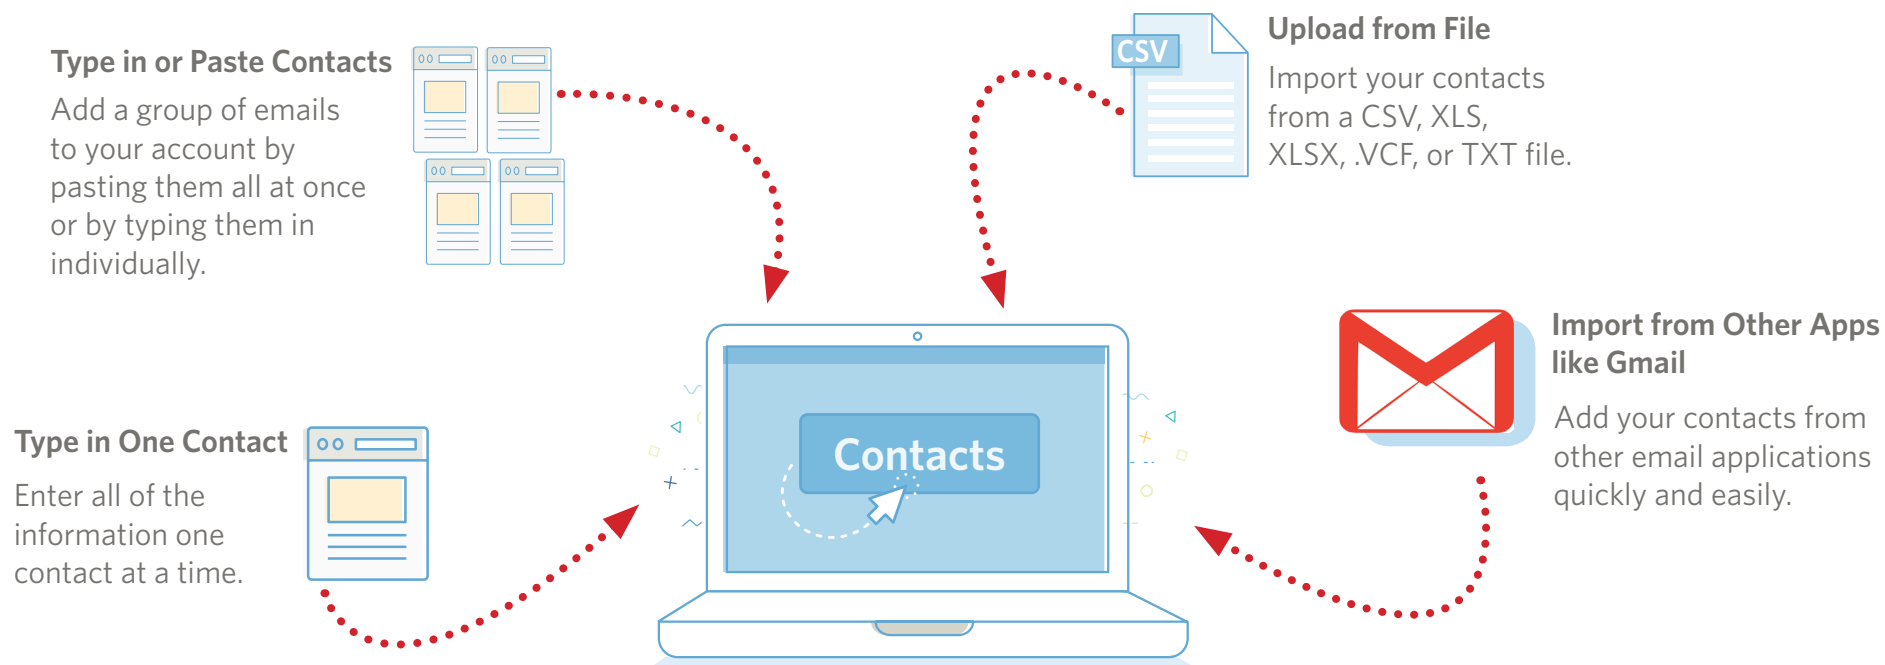 Type in or Paste Contacts
Add a group of emails
to your account by
pasting them all at once
or by typing them in
individually.
CSV
Upload from File
Import your contacts
from a CSV, XLS,
XLSX, .VCF, or TXT file.
Type in One Contact
Enter all of the
information one
contact at a time.
Contacts
Import from Other Apps
like Gmail
Add your contacts from
other email applications
quickly and easily.